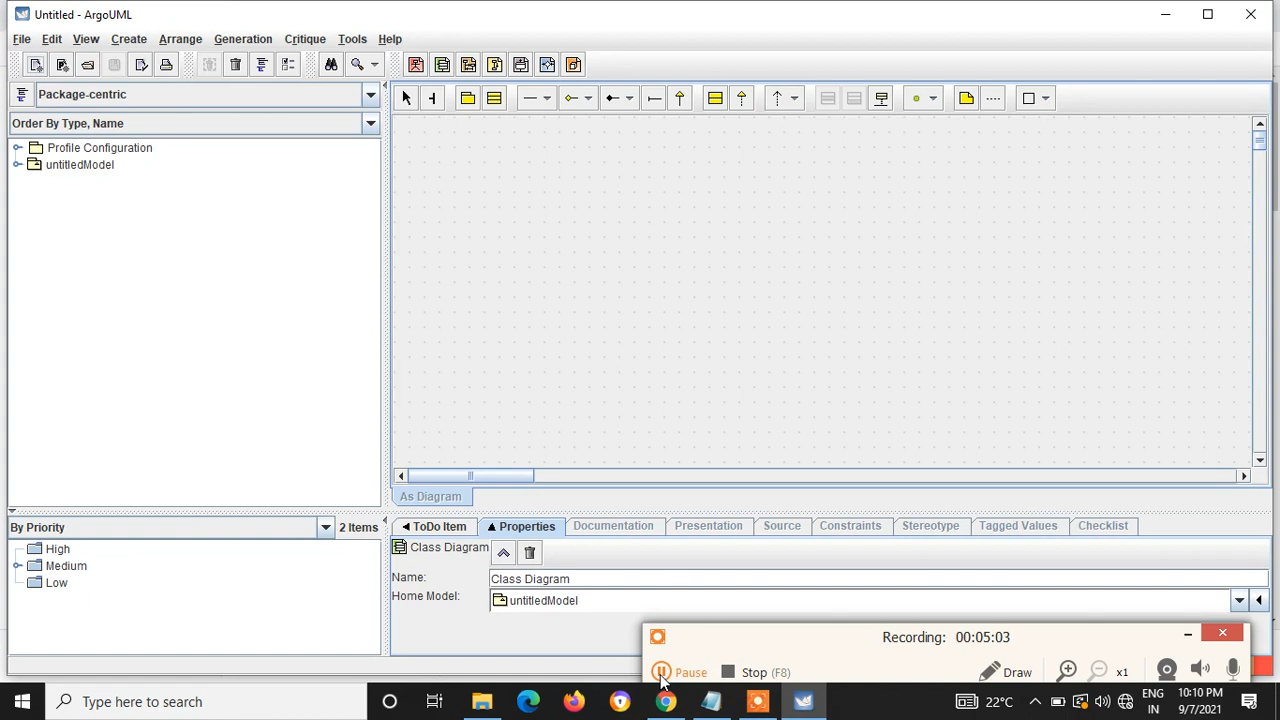 Untitled - ArgoUML
File Edit View Create Arrange Generation Critique Tools Help
Package-centric
Order By Type, Name
Profile Configuration
untitledModel
As Diagram
By Priority 2 Items
High
Medium
Low
ToDo Item Properties Documentation Presentation Source Constraints Stereotype Tagged Values Checklist
Class Diagram
Name: Class Diagram
Home Model: untitledModel
Recording: 00:05:03
Pause Stop (F8) Draw x1
Type here to search
22°C
ENG
IN
10:10 PM
9/7/2021